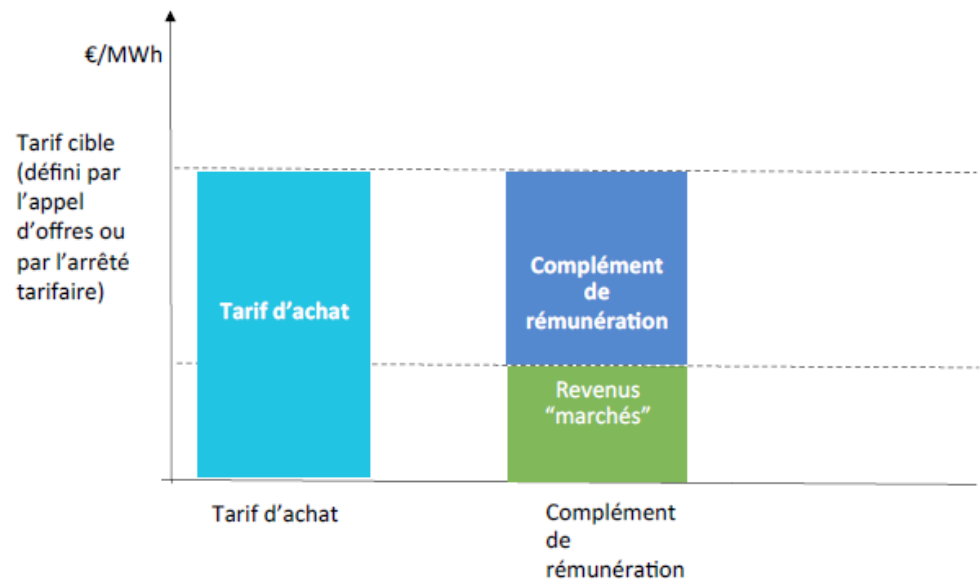 €/MWh
Tarif cible
(défini par
l’appel
d’offres ou
par l’arrêté
tarifaire)
Tarif d’achat
Complément
de
rémunération
Revenus
“marchés”
Tarif d’achat
Complément
de
rémunération